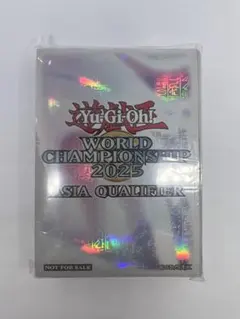 遊戯王
Yu-Gi-Oh!
WORLD
CHAMPIONSHIP
2025
ASIA QUALIFIER
NOT FOR SALE